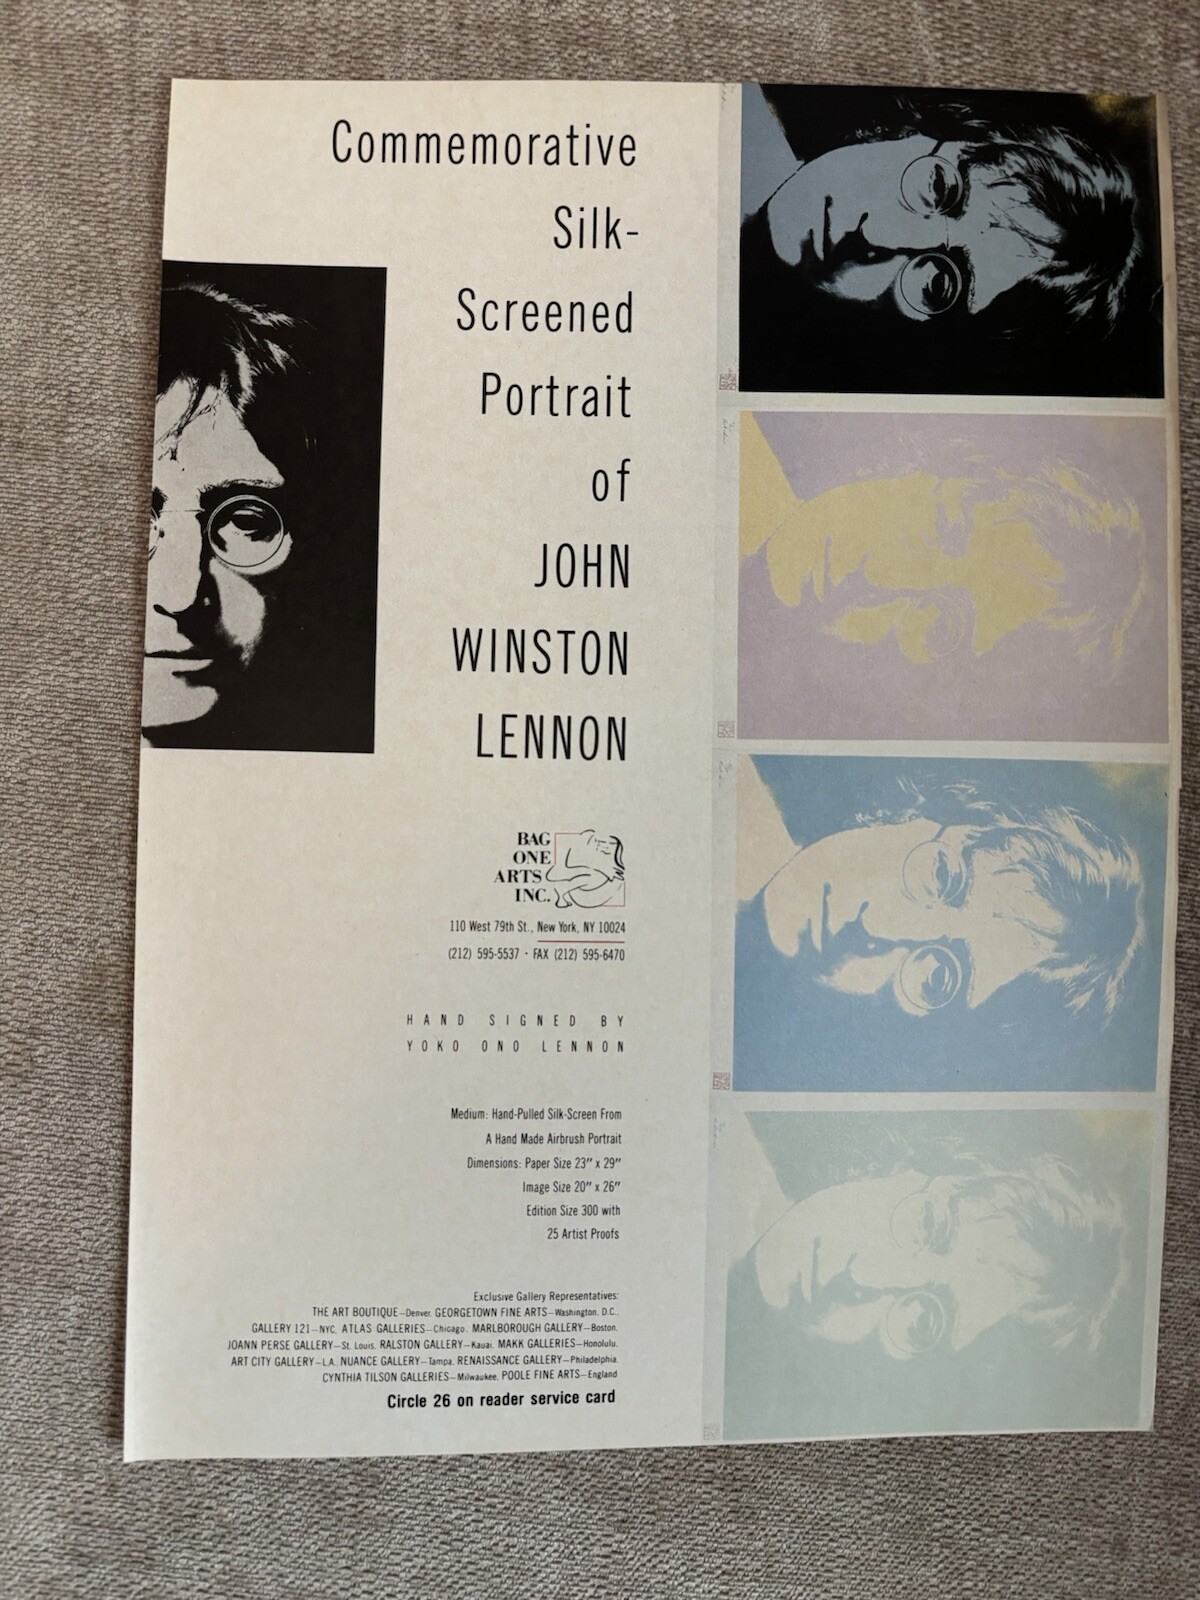 Commemorative
Silk-
Screened
Portrait
of
JOHN
WINSTON
LENNON
BAG
ONE
ARTS
INC.
110 West 79th St., New York, NY 10024
(212) 595-5537 · FAX (212) 595-6470
HAND SIGNED BY
YOKO ONO LENNON
Medium: Hand-Pulled Silk-Screen From
A Hand Made Airbrush Portrait
Dimensions: Paper Size 23" x 29"
Image Size 20" x 26"
Edition Size 300 with
25 Artist Proofs
Exclusive Gallery Representatives:
THE ART BOUTIQUE—Denver, GEORGETOWN FINE ARTS—Washington, D.C.,
GALLERY 121—NYC, ATLAS GALLERIES—Chicago, MARLBOROUGH GALLERY—Boston,
JOANN PERSE GALLERY—St. Louis, RALSTON GALLERY—Kauai, MAKK GALLERIES—Honolulu,
ART CITY GALLERY—L.A., NUANCE GALLERY—Tampa, RENAISSANCE GALLERY—Philadelphia,
CYNTHIA TILSON GALLERIES—Milwaukee, POOLE FINE ARTS—England
Circle 26 on reader service card